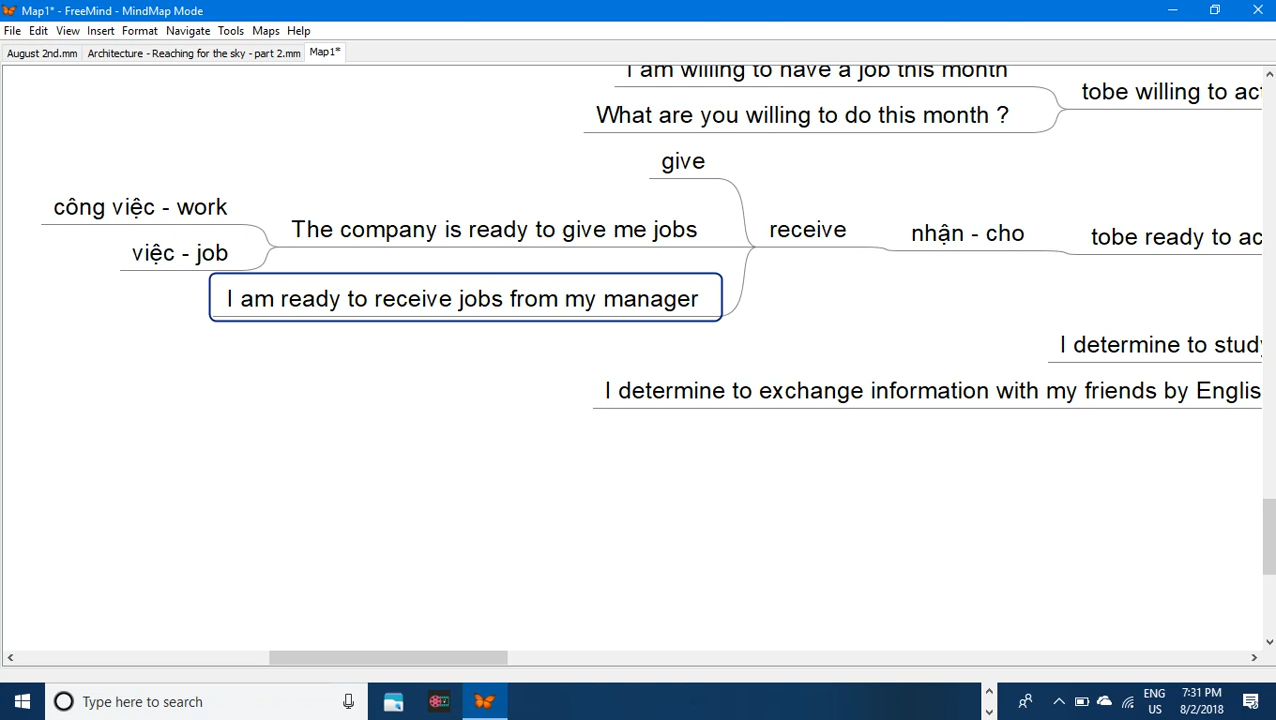 Map1* - FreeMind - MindMap Mode
File Edit View Insert Format Navigate Tools Maps Help
August 2nd.mm Architecture - Reaching for the sky - part 2.mm Map1*
I am willing to have a job this month
tobe willing to act
What are you willing to do this month ?
give
công việc - work
The company is ready to give me jobs
receive
nhận - cho
tobe ready to ac
việc - job
I am ready to receive jobs from my manager
I determine to study
I determine to exchange information with my friends by Englis
Type here to search
ENG
US
7:31 PM
8/2/2018